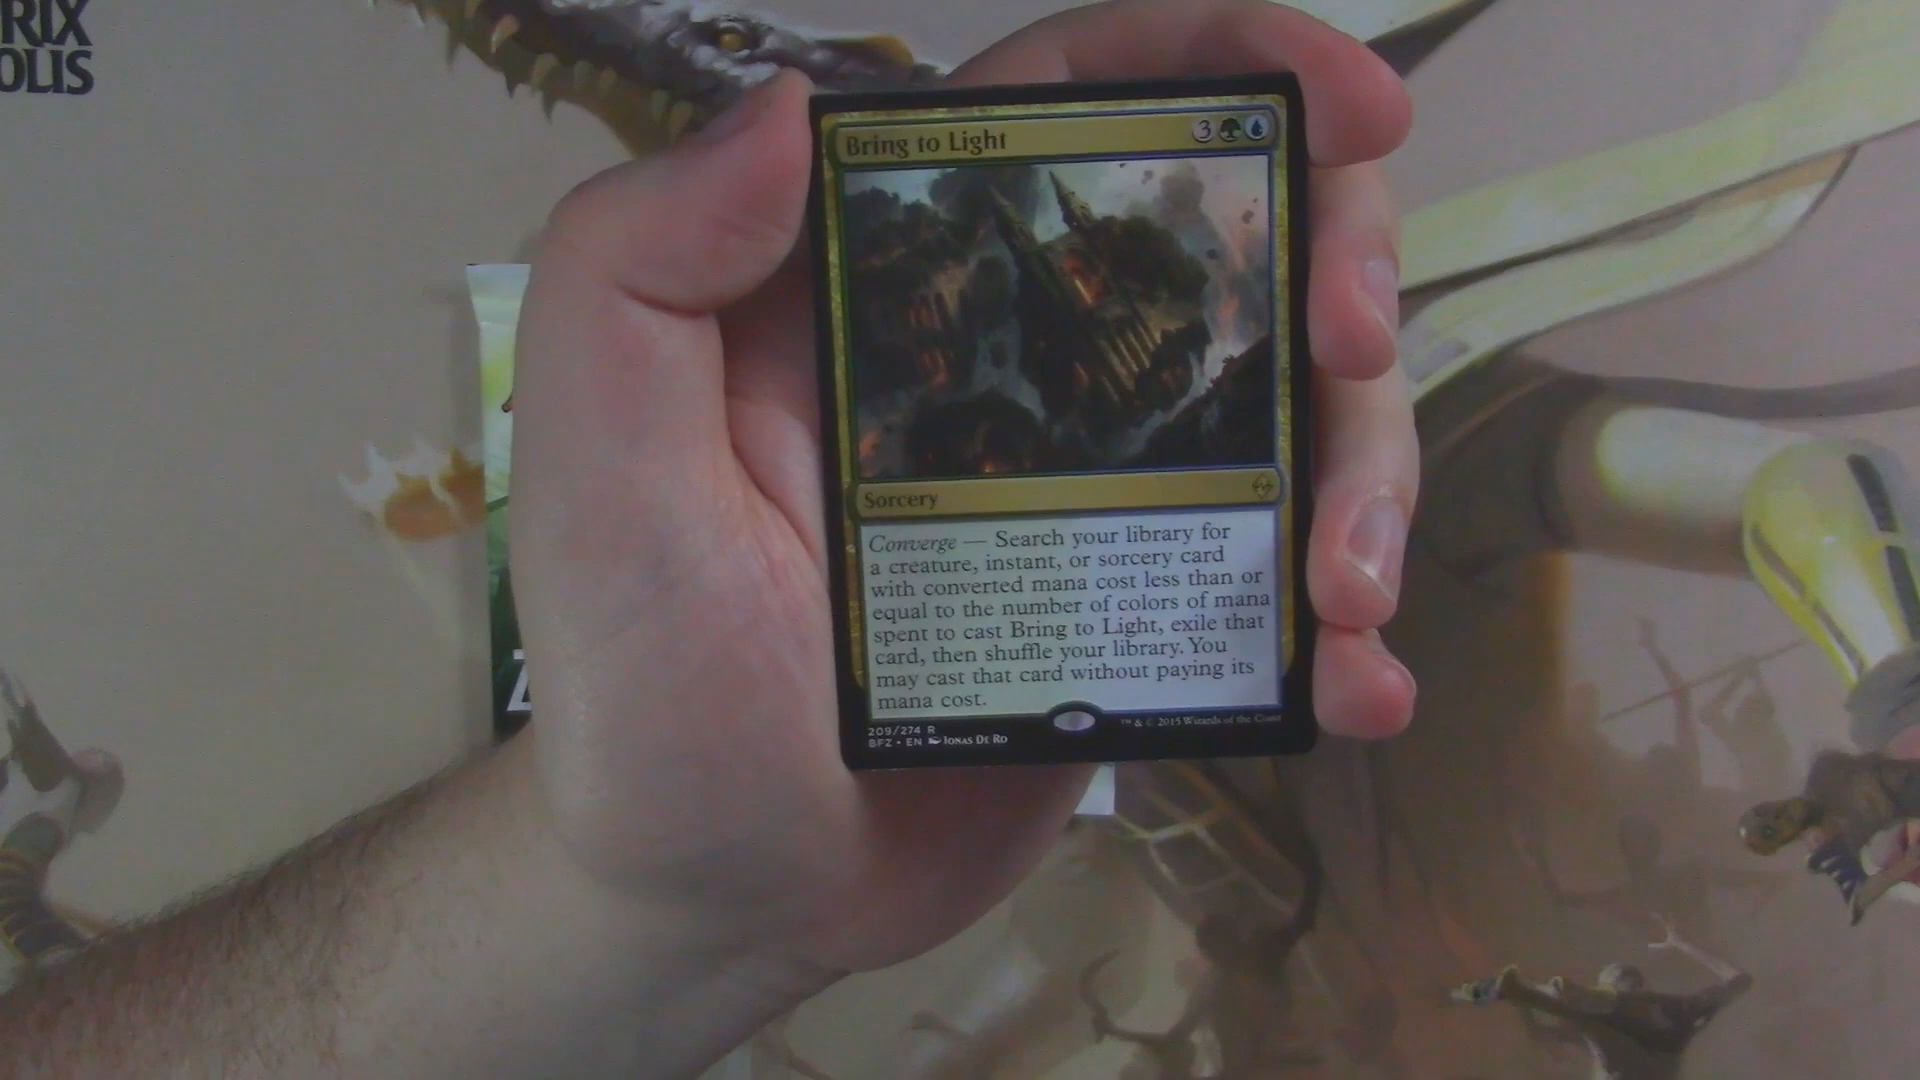 RIX
OLIS
Bring to Light
3
Sorcery
Converge — Search your library for
a creature, instant, or sorcery card
with converted mana cost less than or
equal to the number of colors of mana
spent to cast Bring to Light, exile that
card, then shuffle your library. You
may cast that card without paying its
mana cost.
209/274 R
BFZ • EN Jonas De Ro
™ & © 2015 Wizards of the Coast